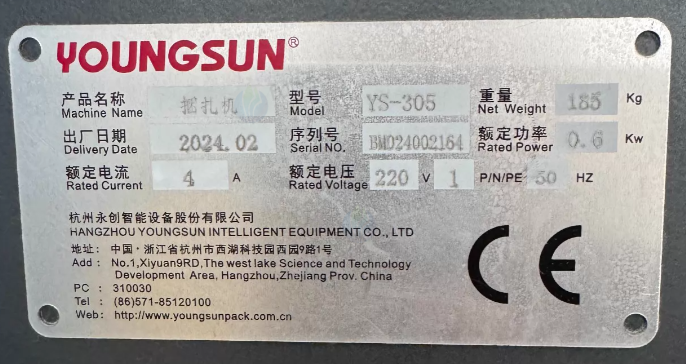 YOUNGSUN®
产品名称 捆扎机 型号 YS-305 重量 185 Kg
Machine Name Model Net Weight
出厂日期 2024.02 序列号 BMD24002164 额定功率 0.6 Kw
Delivery Date Serial NO. Rated Power
额定电流 4 A 额定电压 220 V 1 P/N/PE 50 HZ
Rated Current Rated Voltage
杭州永创智能设备股份有限公司
HANGZHOU YOUNGSUN INTELLIGENT EQUIPMENT CO., LTD
地址: 中国·浙江省杭州市西湖科技园西园9路1号
Add : No.1,Xiyuan9RD,The west lake Science and Technology
Development Area, Hangzhou,Zhejiang Prov. China
PC : 310030
Tel : (86)571-85120100
Web: http://www.youngsunpack.com.cn
CE